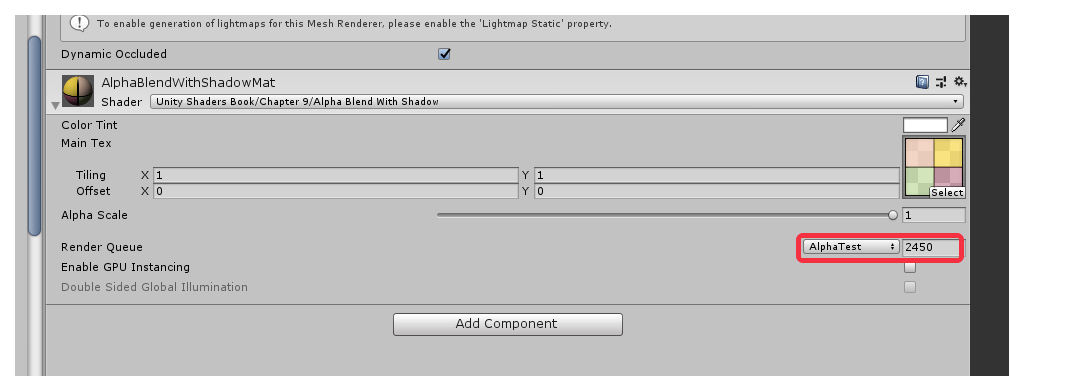 To enable generation of lightmaps for this Mesh Renderer, please enable the 'Lightmap Static' property.
Dynamic Occluded
AlphaBlendWithShadowMat
Shader Unity Shaders Book/Chapter 9/Alpha Blend With Shadow
Color Tint
Main Tex
Tiling X 1 Y 1
Offset X 0 Y 0
Select
Alpha Scale 1
Render Queue AlphaTest 2450
Enable GPU Instancing
Double Sided Global Illumination
Add Component